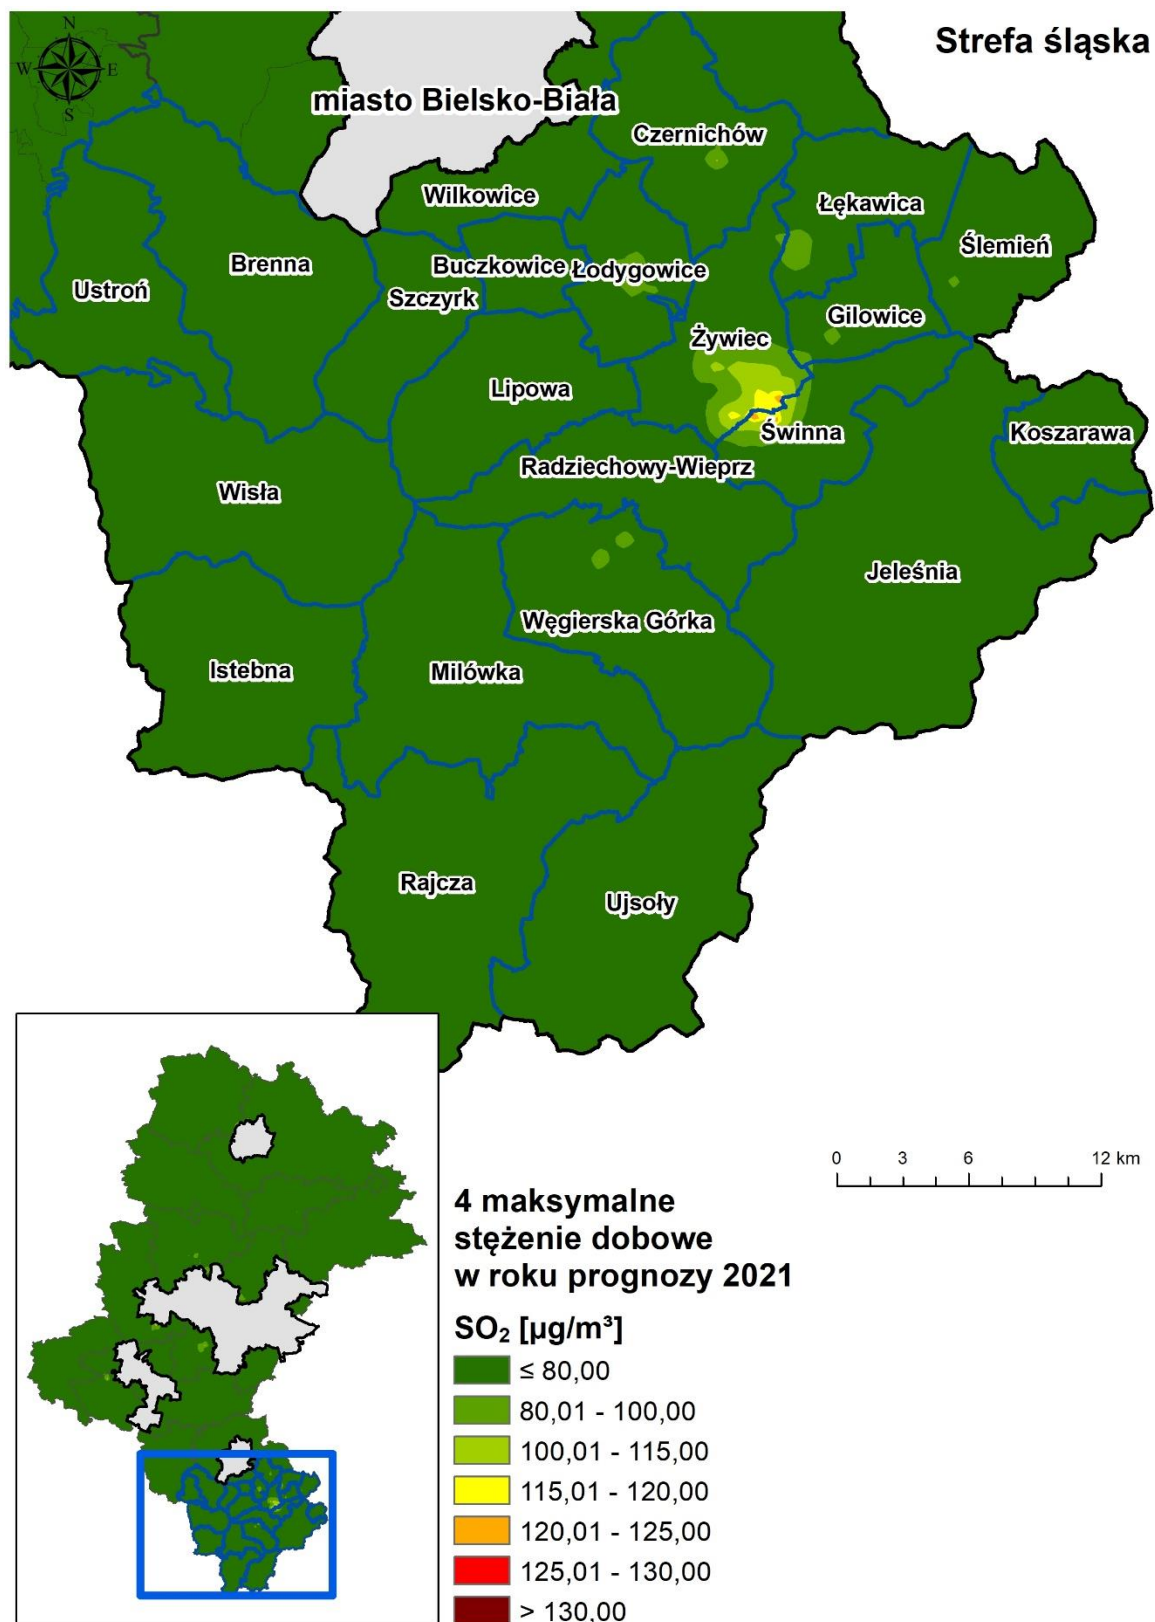 Strefa śląska
N
W E
S
miasto Bielsko-Biała
Czernichów
Wilkowice
Łękawica
Ślemień
Brenna
Buczkowice
Łodygowice
Ustroń
Szczyrk
Gilowice
Żywiec
Lipowa
Świnna
Koszarawa
Radziechowy-Wieprz
Wisła
Jeleśnia
Węgierska Górka
Istebna
Milówka
Rajcza
Ujsoły
0 3 6 12 km
4 maksymalne
stężenie dobowe
w roku prognozy 2021
SO₂ [µg/m³]
≤ 80,00
80,01 - 100,00
100,01 - 115,00
115,01 - 120,00
120,01 - 125,00
125,01 - 130,00
> 130,00